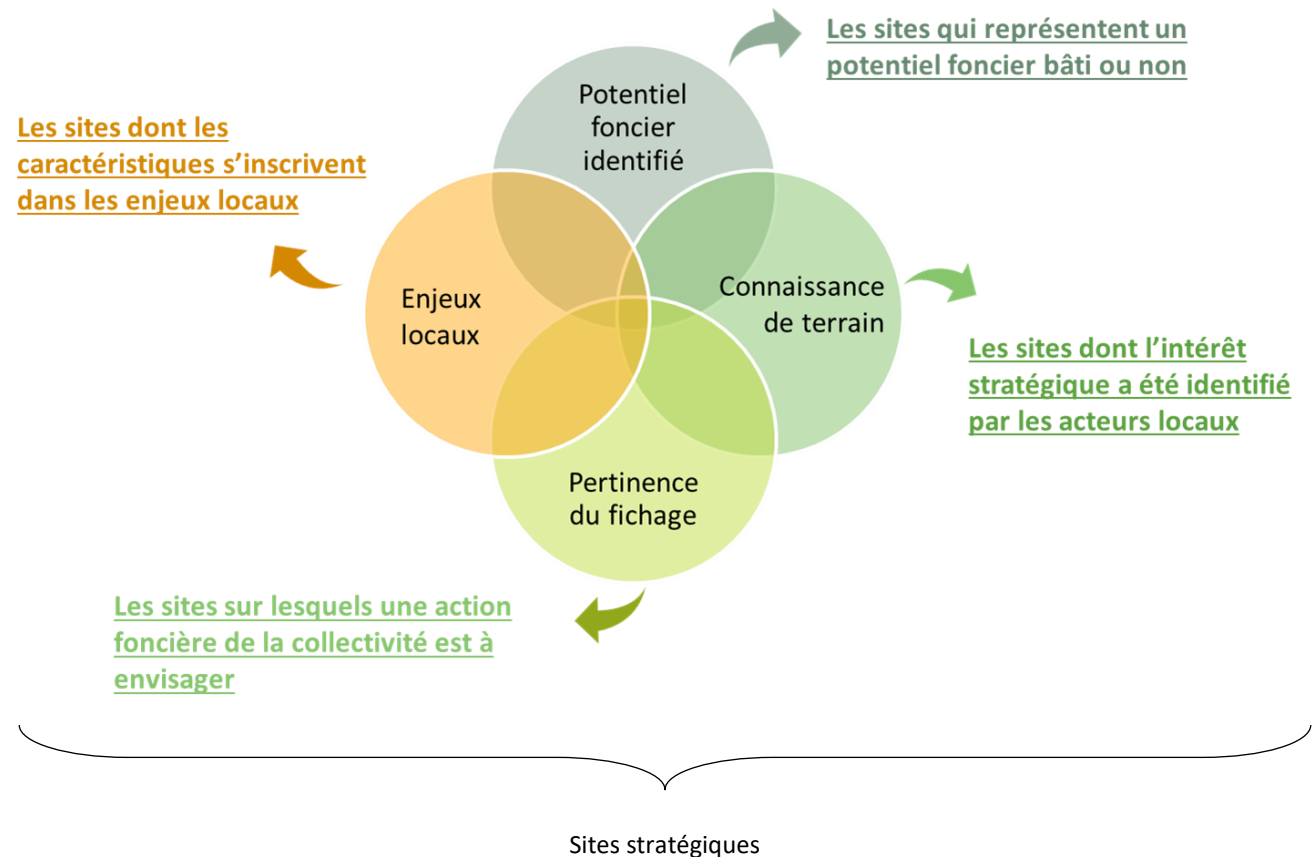 Les sites qui représentent un
potentiel foncier bâti ou non
Potentiel
foncier
identifié
Les sites dont les
caractéristiques s’inscrivent
dans les enjeux locaux
Enjeux
locaux
Connaissance
de terrain
Les sites dont l’intérêt
stratégique a été identifié
par les acteurs locaux
Pertinence
du fichage
Les sites sur lesquels une action
foncière de la collectivité est à
envisager
Sites stratégiques